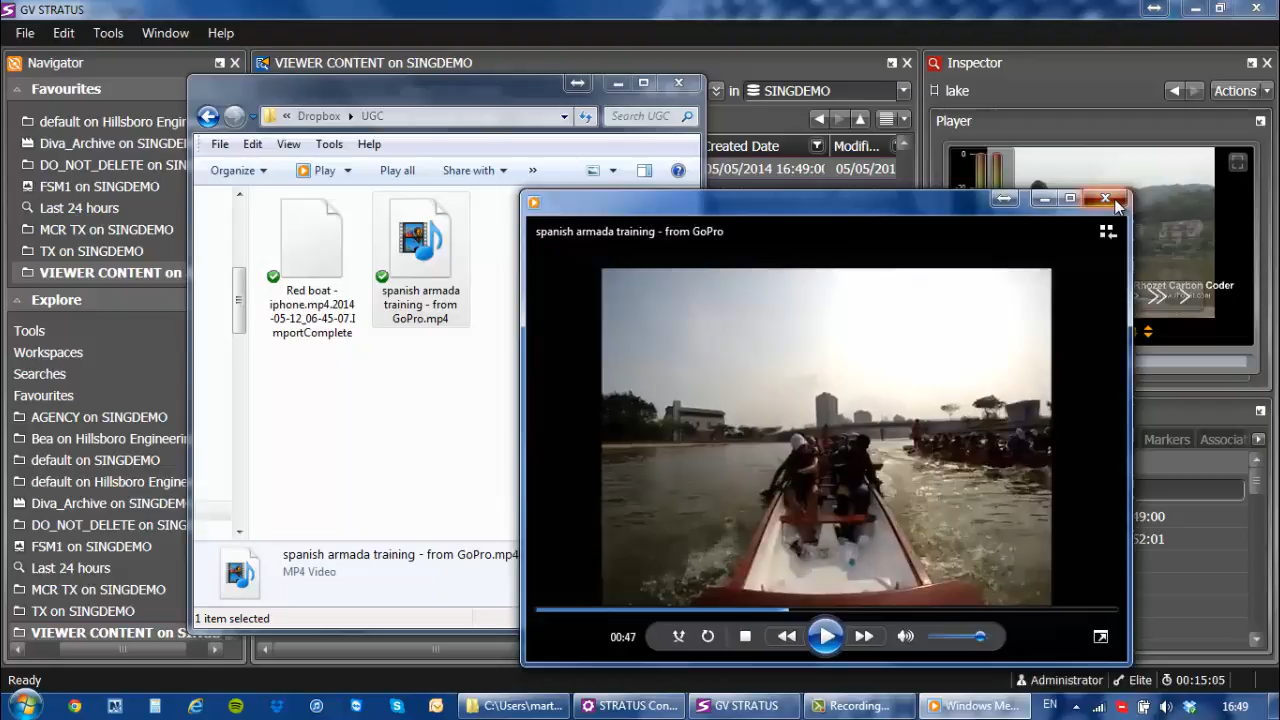 GV STRATUS
File Edit Tools Window Help
Navigator
Favourites
default on Hillsboro Engir
Diva_Archive on SINGDE
DO_NOT_DELETE on SIN
FSM1 on SINGDEMO
Last 24 hours
MCR TX on SINGDEMO
TX on SINGDEMO
VIEWER CONTENT on
Explore
Tools
Workspaces
Searches
Favourites
AGENCY on SINGDEMO
Bea on Hillsboro Engineerin
default on SINGDEMO
default on Hillsboro Enginee
Diva_Archive on SINGDEMO
DO_NOT_DELETE on SINGD
FSM1 on SINGDEMO
Last 24 hours
MCR TX on SINGDEMO
TX on SINGDEMO
VIEWER CONTENT on SING
VIEWER CONTENT on SINGDEMO
in SINGDEMO
Created Date Modifi...
05/05/2014 16:49:00 05/05/201
« Dropbox ▸ UGC
Search UGC
File Edit View Tools Help
Organize Play Play all Share with »
Red boat -
iphone.mp4.2014
-05-12_06-45-07.I
mportComplete
spanish armada
training - from
GoPro.mp4
spanish armada training - from GoPro.mp4
MP4 Video
1 item selected
spanish armada training - from GoPro
00:47
Inspector
lake
Actions
Player
0
Rhozet Carbon Coder
Markers Associat
49:00
52:01
Ready
Administrator Elite 00:15:05
C:\Users\mart... STRATUS Con... GV STRATUS Recording... Windows Me...
EN
16:49